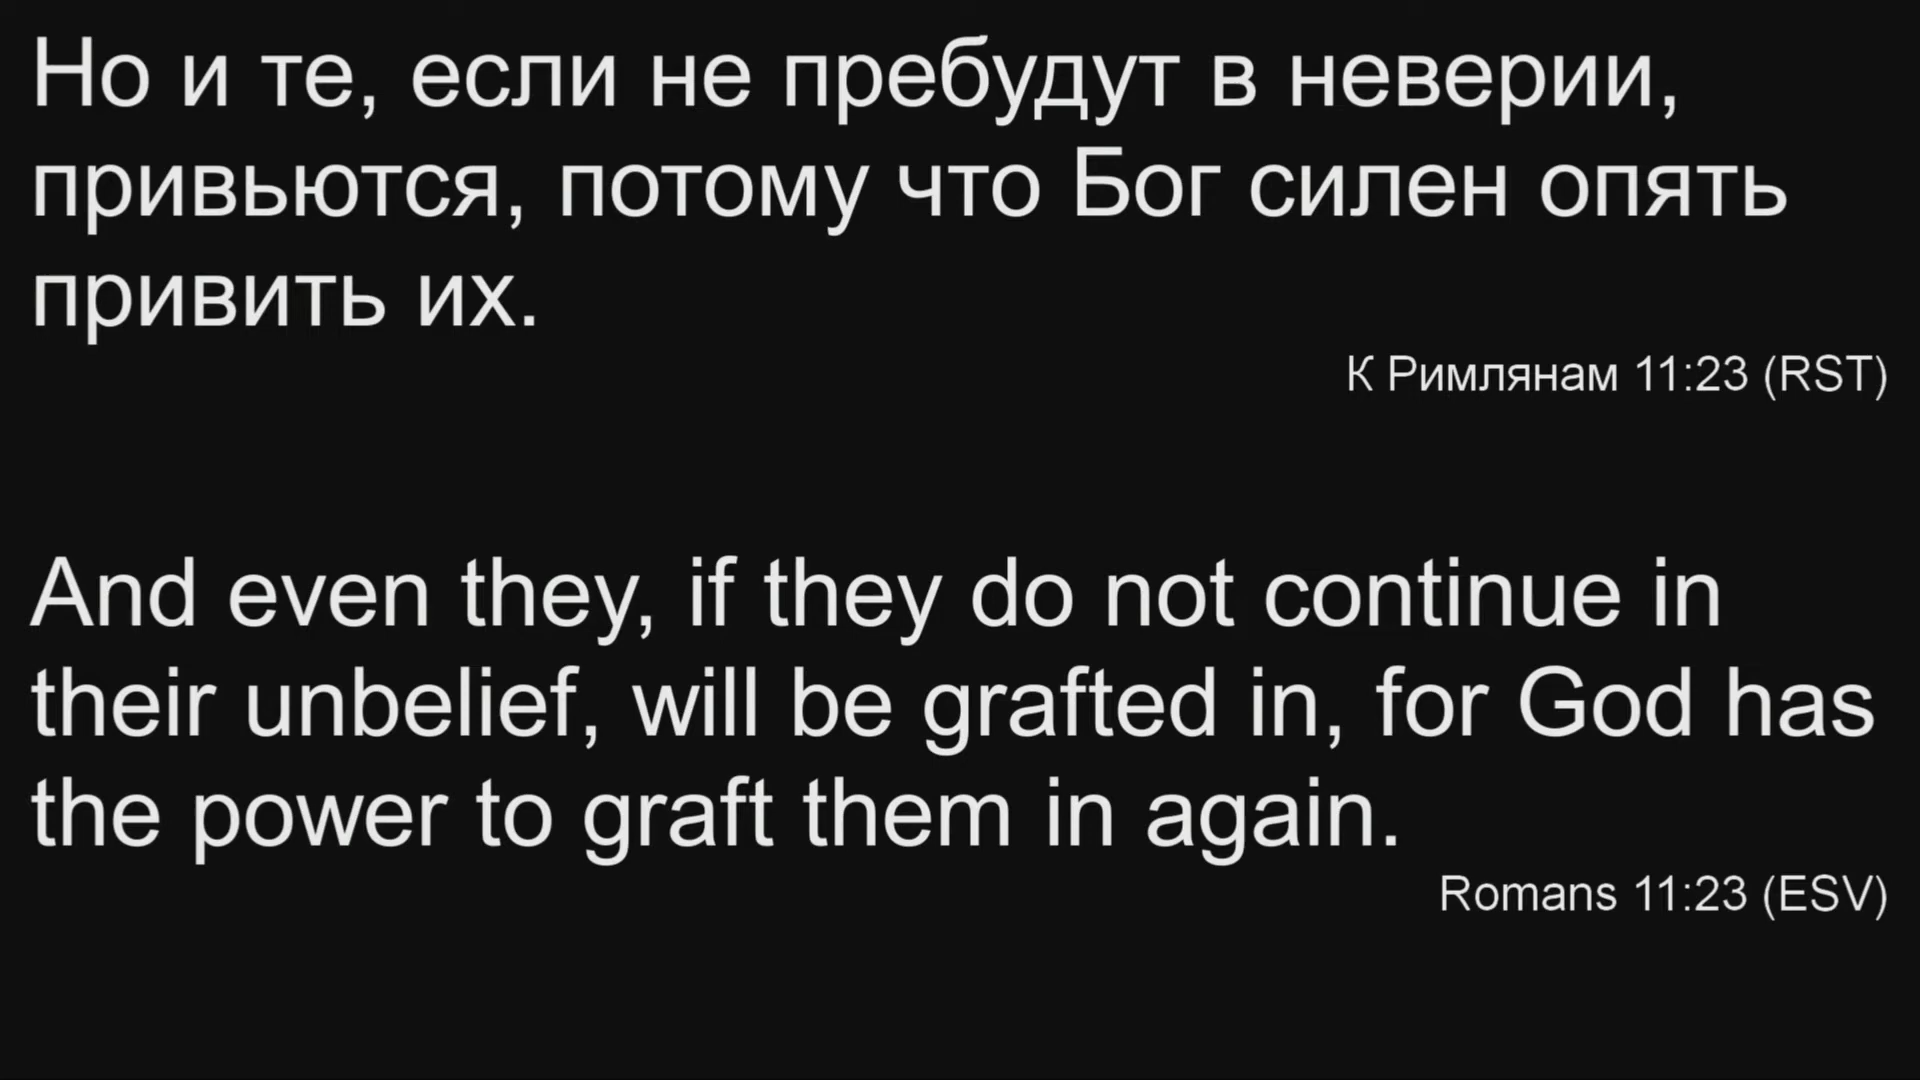 Но и те, если не пребудут в неверии,
привьются, потому что Бог силен опять
привить их.
К Римлянам 11:23 (RST)
And even they, if they do not continue in
their unbelief, will be grafted in, for God has
the power to graft them in again.
Romans 11:23 (ESV)